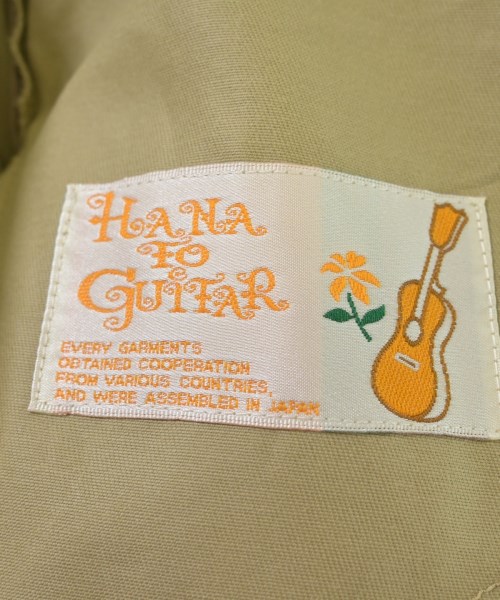 HANA
TO
GUITAR
EVERY GARMENTS
OBTAINED COOPERATION
FROM VARIOUS COUNTRIES,
AND WERE ASSEMBLED IN JAPAN